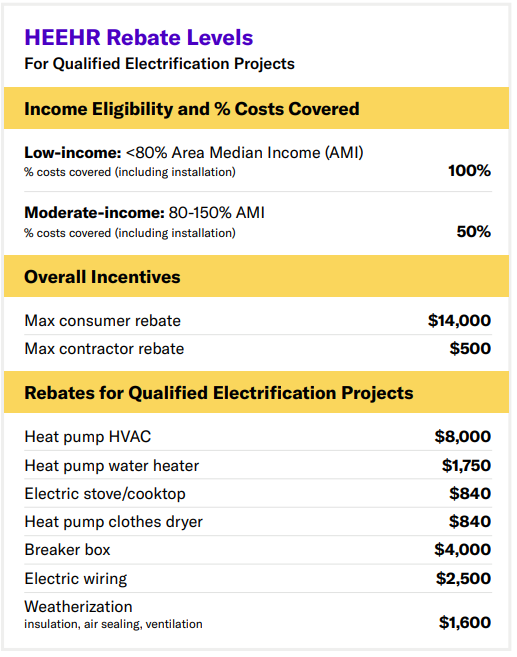 HEEHR Rebate Levels
For Qualified Electrification Projects
Income Eligibility and % Costs Covered
Low-income: <80% Area Median Income (AMI)
% costs covered (including installation) 100%
Moderate-income: 80-150% AMI
% costs covered (including installation) 50%
Overall Incentives
Max consumer rebate $14,000
Max contractor rebate $500
Rebates for Qualified Electrification Projects
Heat pump HVAC $8,000
Heat pump water heater $1,750
Electric stove/cooktop $840
Heat pump clothes dryer $840
Breaker box $4,000
Electric wiring $2,500
Weatherization
insulation, air sealing, ventilation $1,600